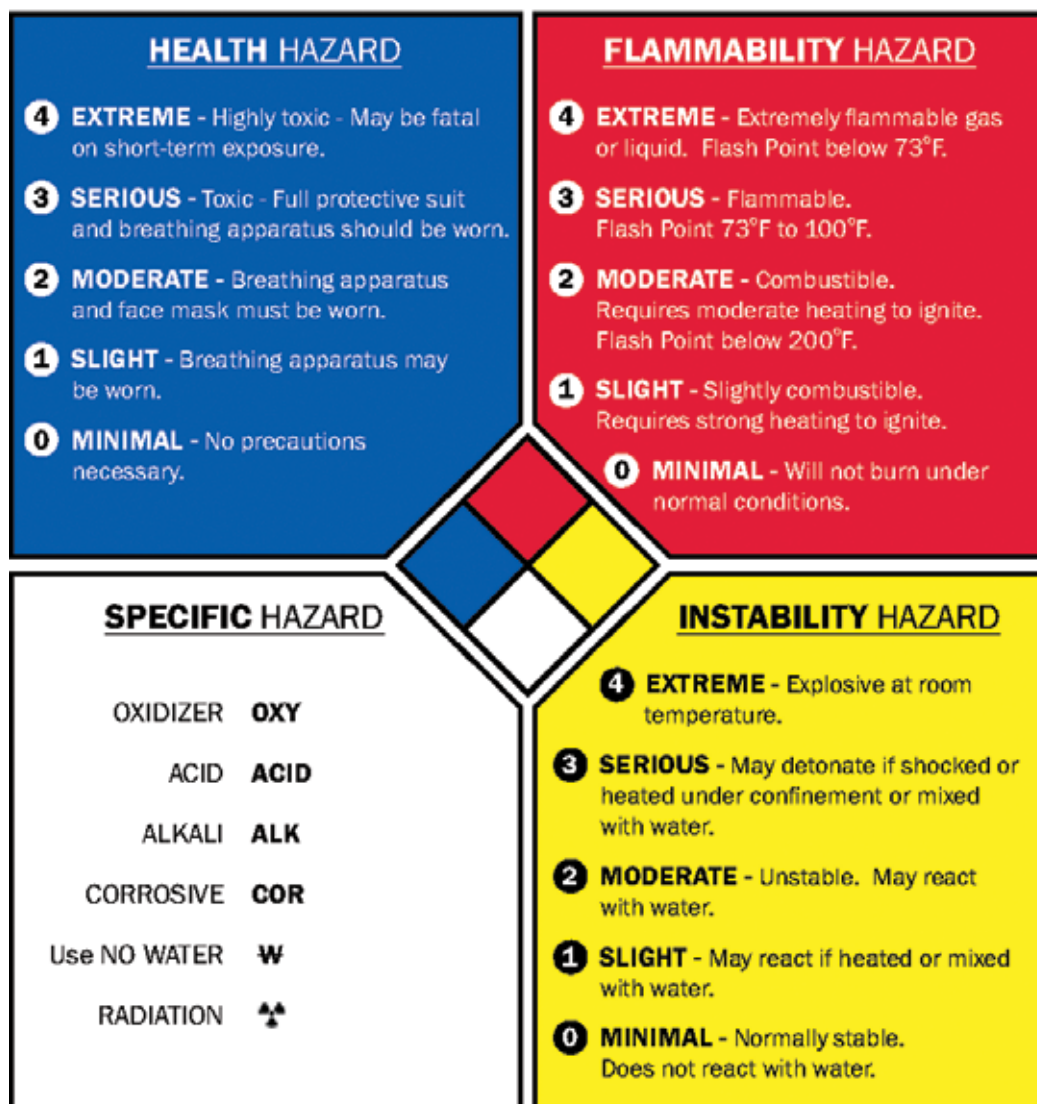 HEALTH HAZARD
4 EXTREME - Highly toxic - May be fatal
on short-term exposure.
3 SERIOUS - Toxic - Full protective suit
and breathing apparatus should be worn.
2 MODERATE - Breathing apparatus
and face mask must be worn.
1 SLIGHT - Breathing apparatus may
be worn.
0 MINIMAL - No precautions
necessary.
FLAMMABILITY HAZARD
4 EXTREME - Extremely flammable gas
or liquid. Flash Point below 73°F.
3 SERIOUS - Flammable.
Flash Point 73°F to 100°F.
2 MODERATE - Combustible.
Requires moderate heating to ignite.
Flash Point below 200°F.
1 SLIGHT - Slightly combustible.
Requires strong heating to ignite.
0 MINIMAL - Will not burn under
normal conditions.
SPECIFIC HAZARD
OXIDIZER OXY
ACID ACID
ALKALI ALK
CORROSIVE COR
Use NO WATER W
RADIATION ☢
INSTABILITY HAZARD
4 EXTREME - Explosive at room
temperature.
3 SERIOUS - May detonate if shocked or
heated under confinement or mixed
with water.
2 MODERATE - Unstable. May react
with water.
1 SLIGHT - May react if heated or mixed
with water.
0 MINIMAL - Normally stable.
Does not react with water.